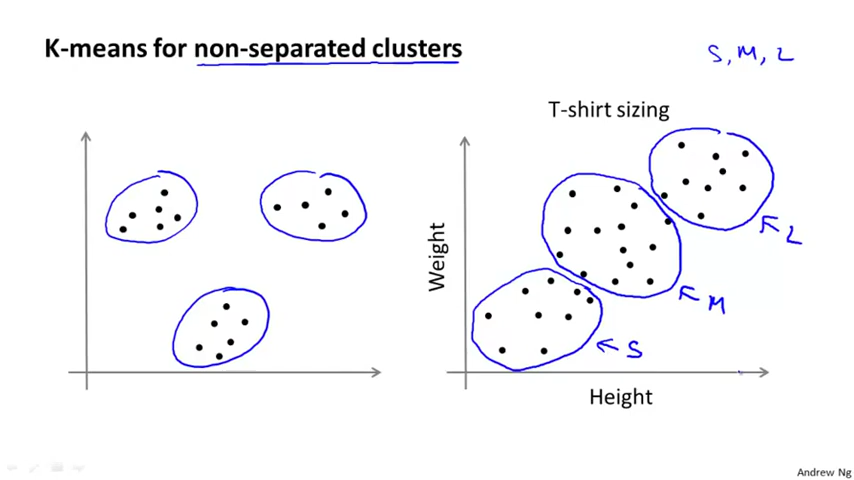 K-means for non-separated clusters
S, M, L
T-shirt sizing
Weight
L
M
S
Height
Andrew Ng